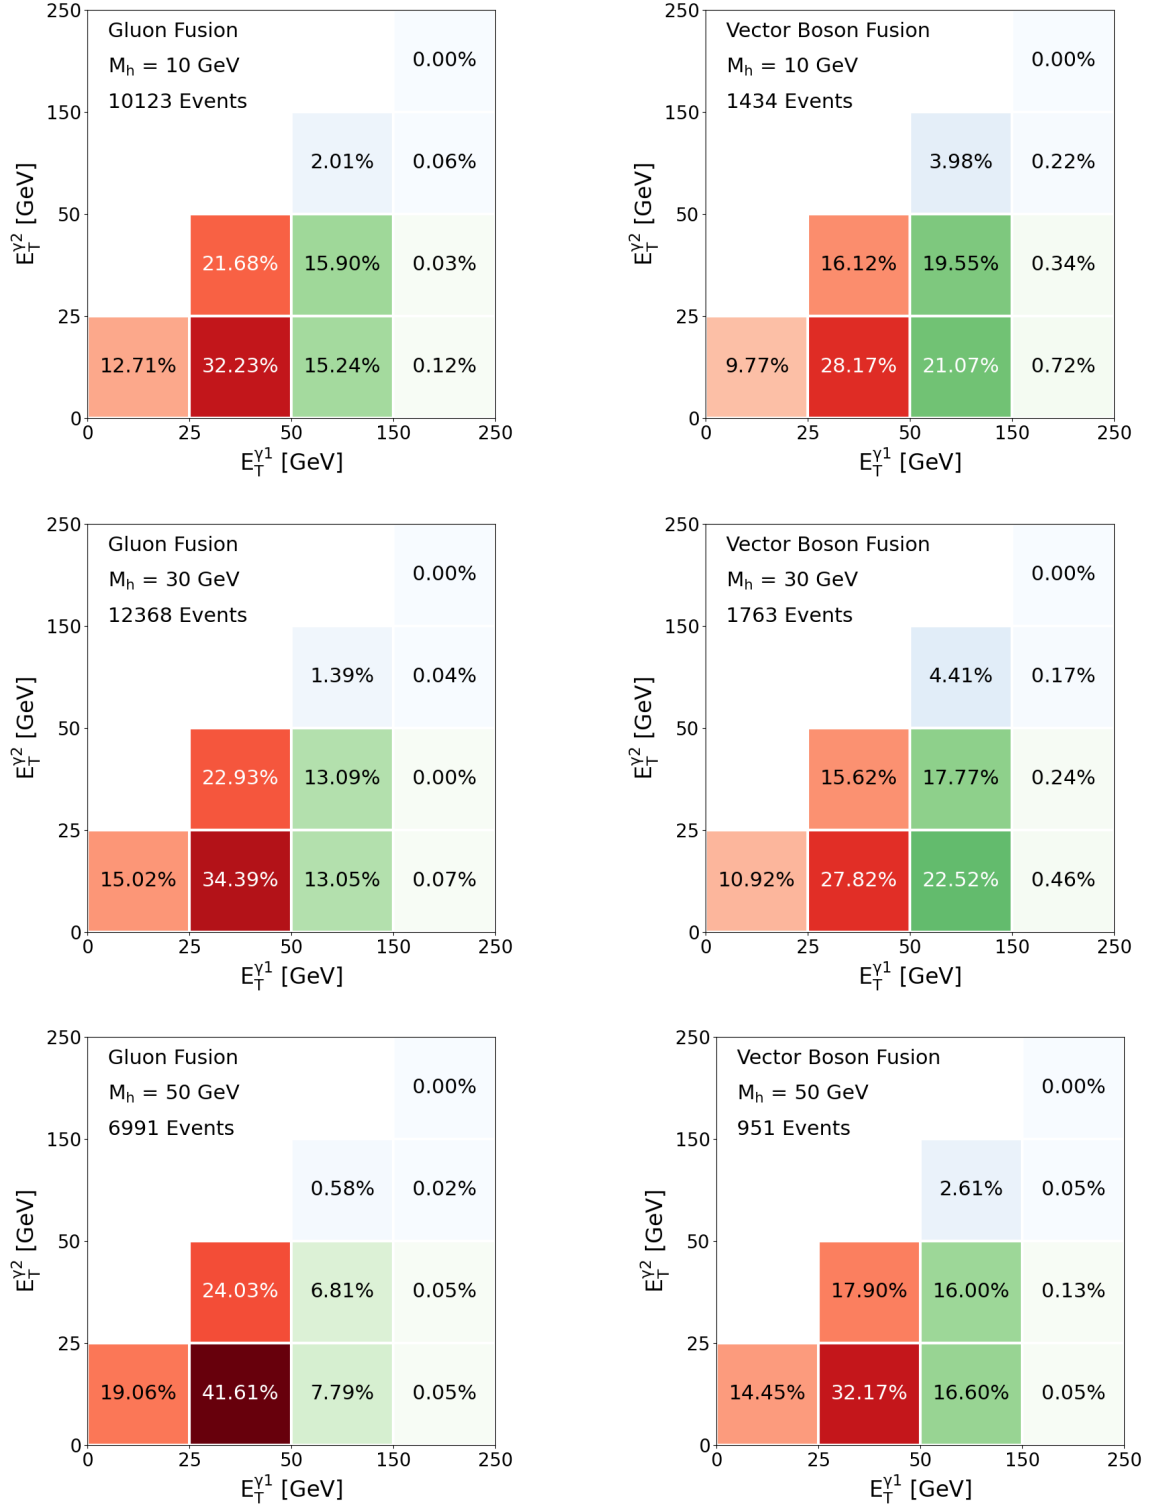 250
Gluon Fusion
M_h = 10 GeV
10123 Events
0.00%
150
2.01% 0.06%
E_T^γ2 [GeV]
50
21.68% 15.90% 0.03%
25
12.71% 32.23% 15.24% 0.12%
0
0 25 50 150 250
E_T^γ1 [GeV]
250
Vector Boson Fusion
M_h = 10 GeV
1434 Events
0.00%
150
3.98% 0.22%
E_T^γ2 [GeV]
50
16.12% 19.55% 0.34%
25
9.77% 28.17% 21.07% 0.72%
0
0 25 50 150 250
E_T^γ1 [GeV]
250
Gluon Fusion
M_h = 30 GeV
12368 Events
0.00%
150
1.39% 0.04%
E_T^γ2 [GeV]
50
22.93% 13.09% 0.00%
25
15.02% 34.39% 13.05% 0.07%
0
0 25 50 150 250
E_T^γ1 [GeV]
250
Vector Boson Fusion
M_h = 30 GeV
1763 Events
0.00%
150
4.41% 0.17%
E_T^γ2 [GeV]
50
15.62% 17.77% 0.24%
25
10.92% 27.82% 22.52% 0.46%
0
0 25 50 150 250
E_T^γ1 [GeV]
250
Gluon Fusion
M_h = 50 GeV
6991 Events
0.00%
150
0.58% 0.02%
E_T^γ2 [GeV]
50
24.03% 6.81% 0.05%
25
19.06% 41.61% 7.79% 0.05%
0
0 25 50 150 250
E_T^γ1 [GeV]
250
Vector Boson Fusion
M_h = 50 GeV
951 Events
0.00%
150
2.61% 0.05%
E_T^γ2 [GeV]
50
17.90% 16.00% 0.13%
25
14.45% 32.17% 16.60% 0.05%
0
0 25 50 150 250
E_T^γ1 [GeV]